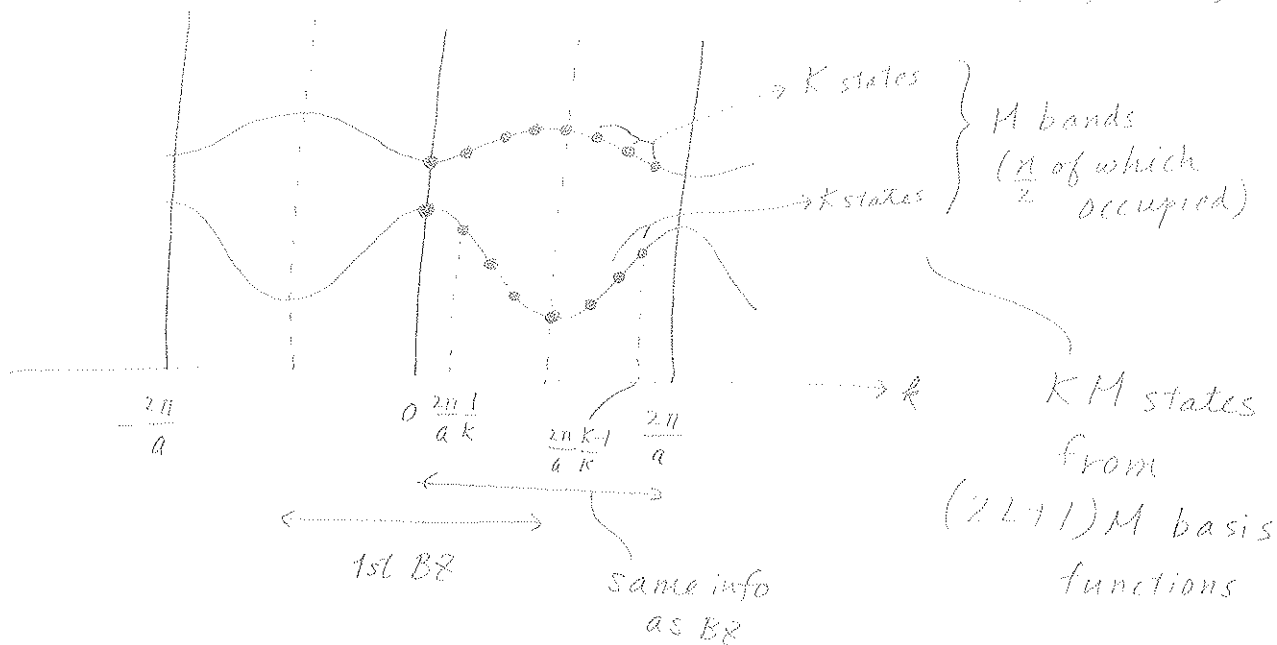 K states
M bands
(n/2 of which
occupied)
K states
-2π/a
0
2π/a 1/K
2π/a K-1/K
2π/a
k
KM states
from
(2L+1)M basis
functions
1st BZ
same info
as BZ